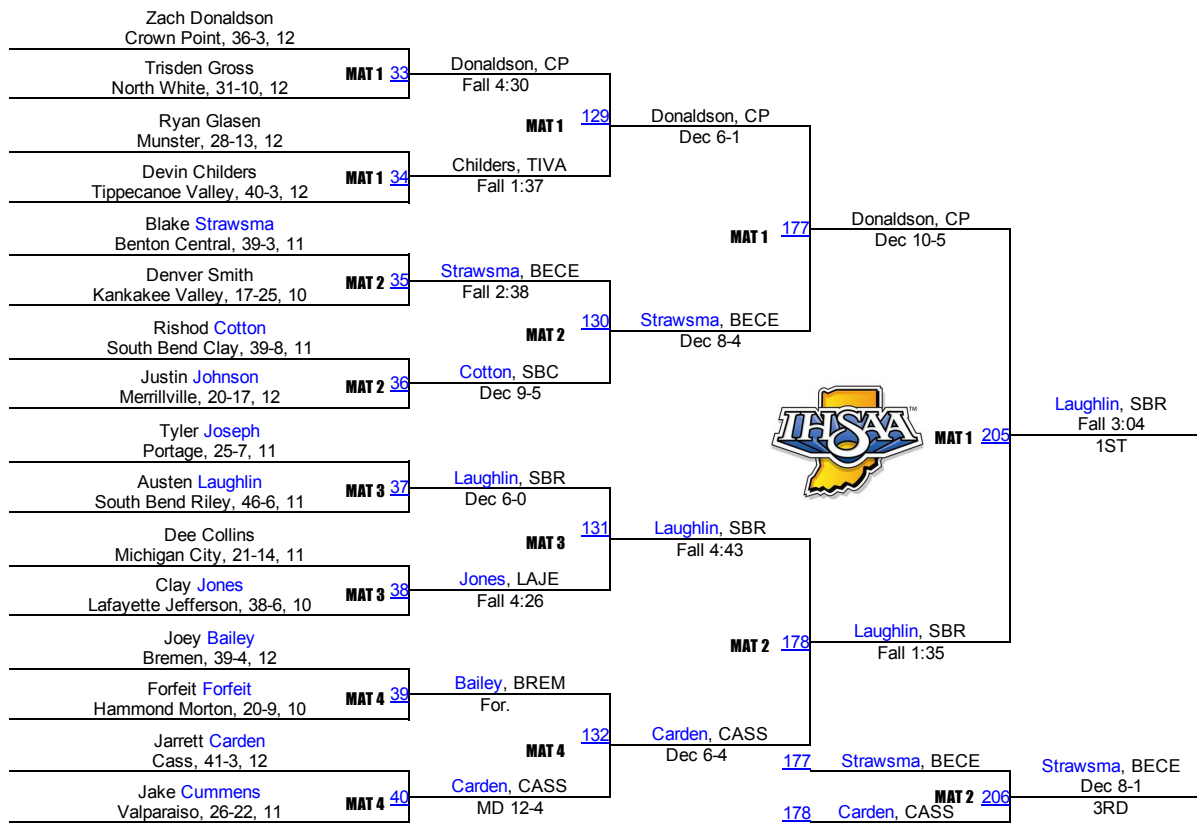 Zach Donaldson
Crown Point, 36-3, 12
Trisden Gross
North White, 31-10, 12
MAT 1 33
Donaldson, CP
Fall 4:30
Ryan Glasen
Munster, 28-13, 12
Devin Childers
Tippecanoe Valley, 40-3, 12
MAT 1 34
Childers, TIVA
Fall 1:37
MAT 1 129
Donaldson, CP
Dec 6-1
Blake Strawsma
Benton Central, 39-3, 11
Denver Smith
Kankakee Valley, 17-25, 10
MAT 2 35
Strawsma, BECE
Fall 2:38
Rishod Cotton
South Bend Clay, 39-8, 11
Justin Johnson
Merrillville, 20-17, 12
MAT 2 36
Cotton, SBC
Dec 9-5
MAT 2 130
Strawsma, BECE
Dec 8-4
MAT 1 177
Donaldson, CP
Dec 10-5
Tyler Joseph
Portage, 25-7, 11
Austen Laughlin
South Bend Riley, 46-6, 11
MAT 3 37
Laughlin, SBR
Dec 6-0
Dee Collins
Michigan City, 21-14, 11
Clay Jones
Lafayette Jefferson, 38-6, 10
MAT 3 38
Jones, LAJE
Fall 4:26
MAT 3 131
Laughlin, SBR
Fall 4:43
Joey Bailey
Bremen, 39-4, 12
Forfeit Forfeit
Hammond Morton, 20-9, 10
MAT 4 39
Bailey, BREM
For.
Jarrett Carden
Cass, 41-3, 12
Jake Cummens
Valparaiso, 26-22, 11
MAT 4 40
Carden, CASS
MD 12-4
MAT 4 132
Carden, CASS
Dec 6-4
MAT 2 178
Laughlin, SBR
Fall 1:35
IHSAA™
MAT 1 205
Laughlin, SBR
Fall 3:04
1ST
177 Strawsma, BECE
178 Carden, CASS
MAT 2 206
Strawsma, BECE
Dec 8-1
3RD